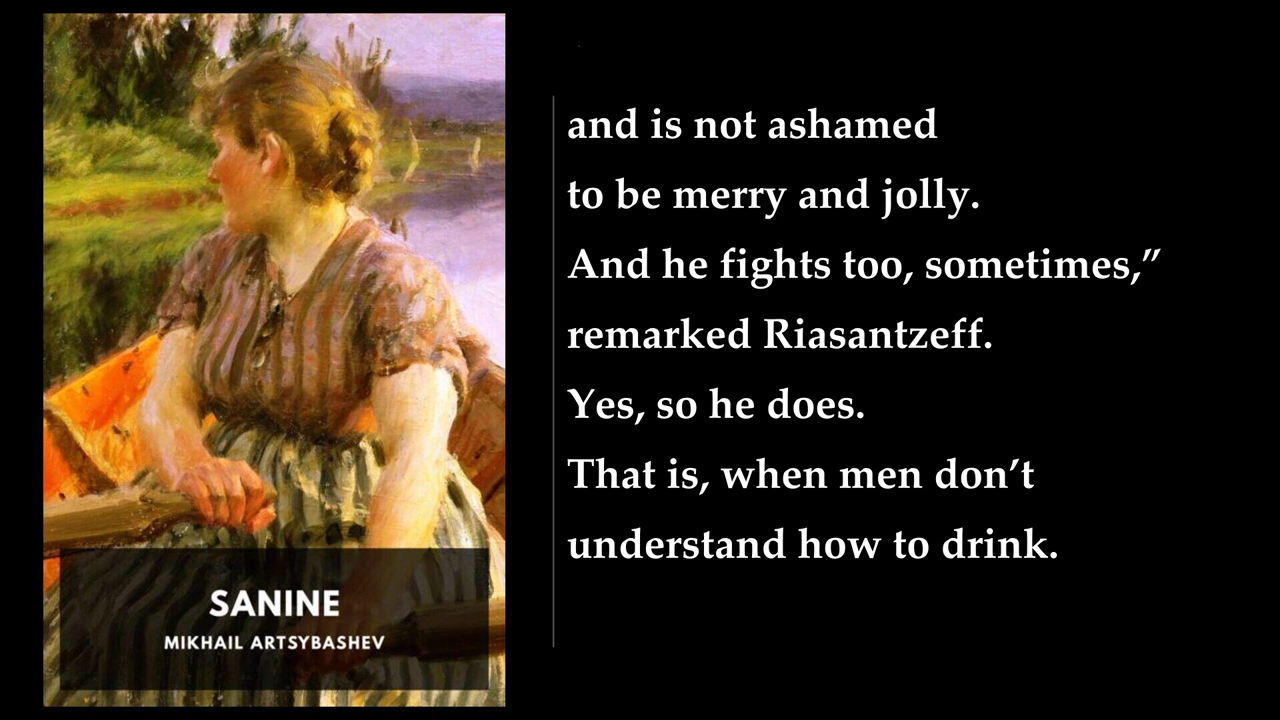 SANINE
MIKHAIL ARTSYBASHEV
and is not ashamed
to be merry and jolly.
And he fights too, sometimes,”
remarked Riasantzeff.
Yes, so he does.
That is, when men don’t
understand how to drink.